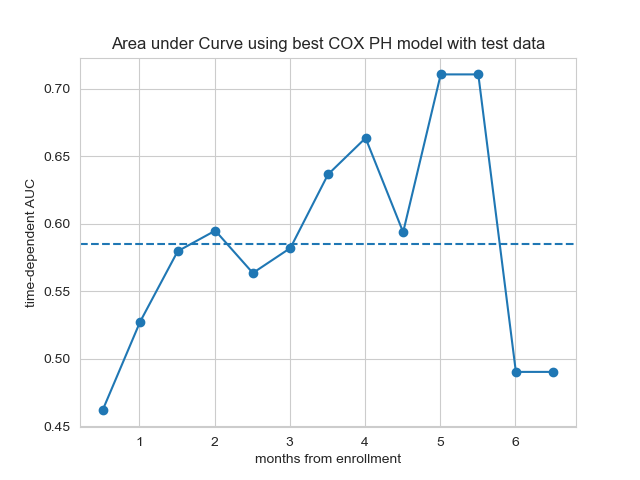 Area under Curve using best COX PH model with test data
time-dependent AUC
0.70
0.65
0.60
0.55
0.50
0.45
1 2 3 4 5 6
months from enrollment